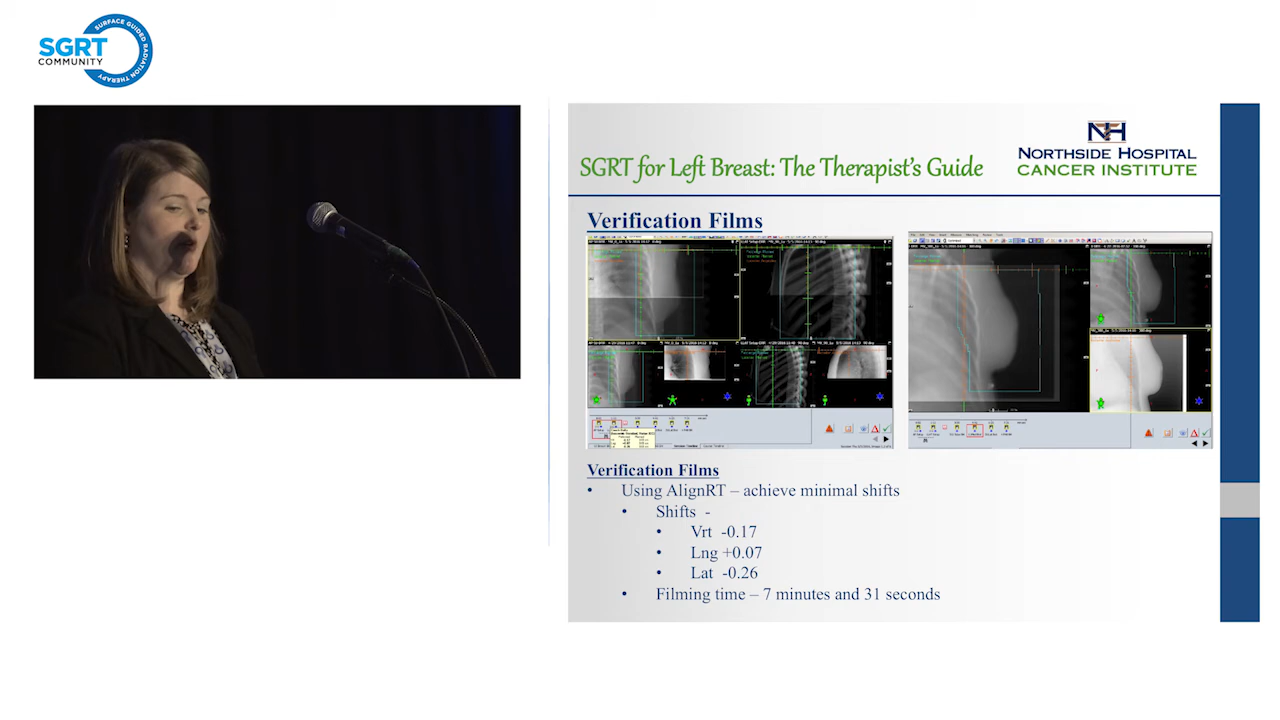 SURFACE GUIDED
SGRT
COMMUNITY
RADIATION THERAPY
NH
NORTHSIDE HOSPITAL
CANCER INSTITUTE
SGRT for Left Breast: The Therapist's Guide
Verification Films
Verification Films
• Using AlignRT – achieve minimal shifts
• Shifts -
• Vrt -0.17
• Lng +0.07
• Lat -0.26
• Filming time – 7 minutes and 31 seconds